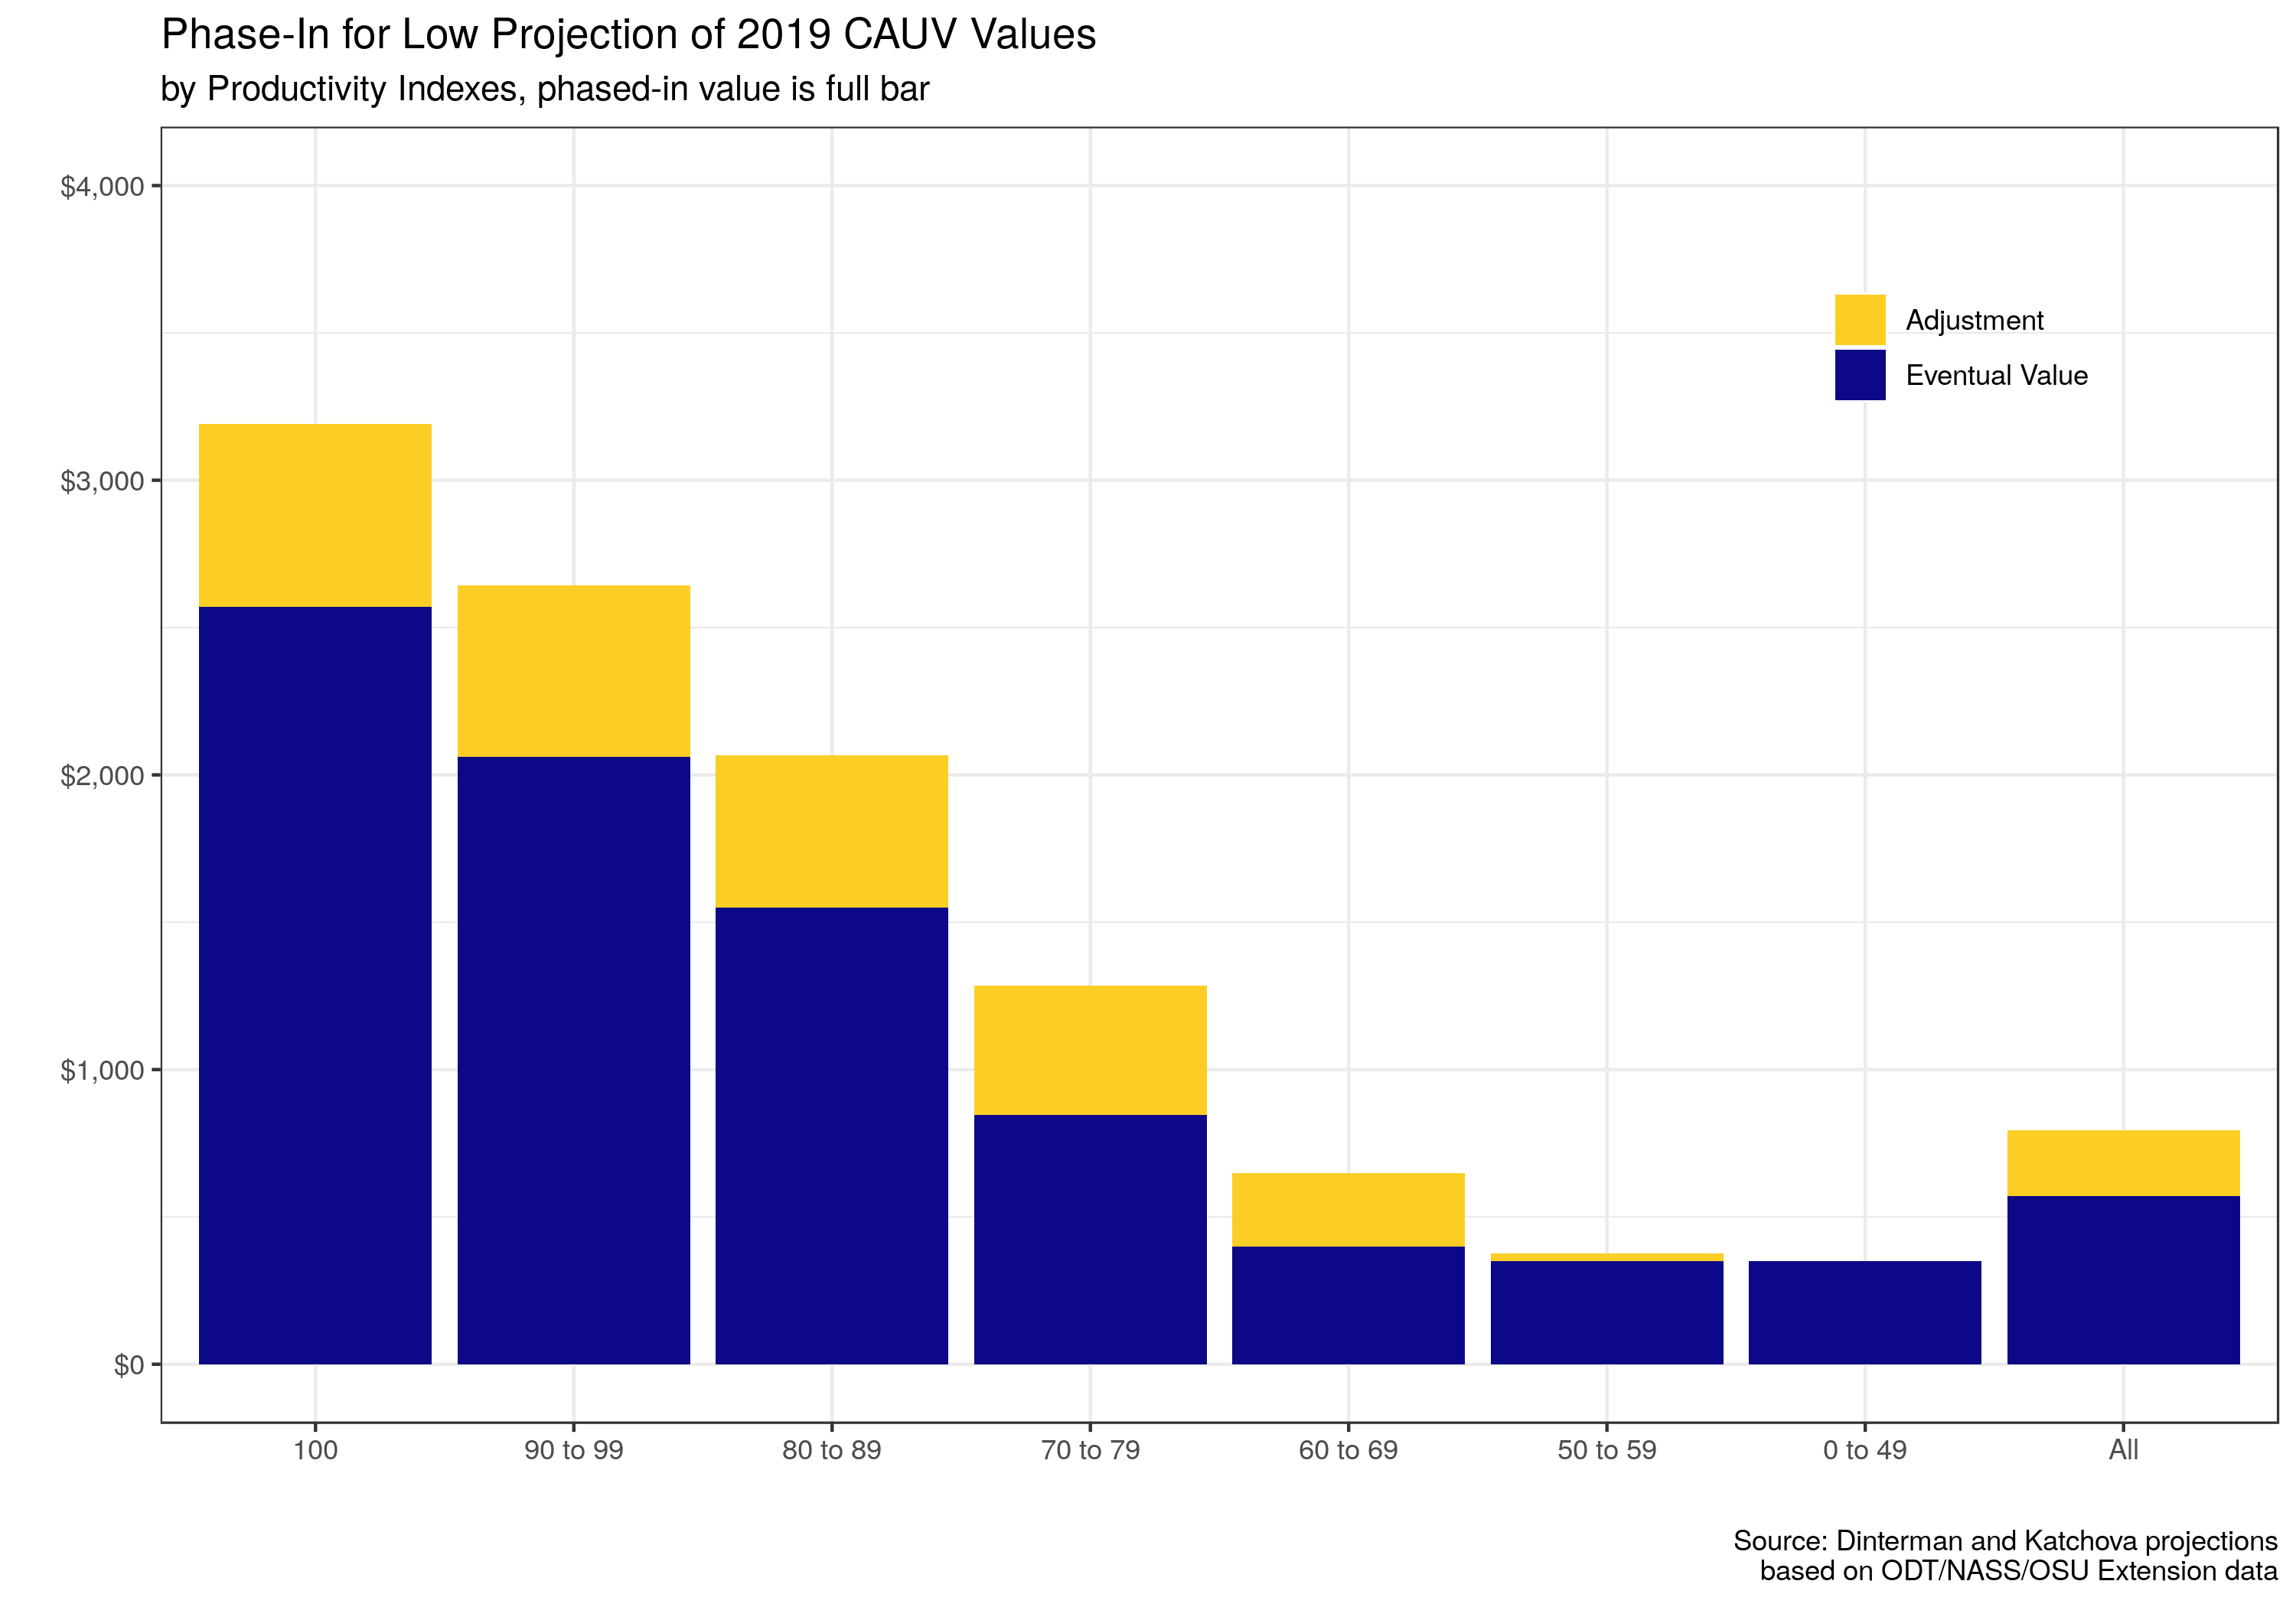 Phase-In for Low Projection of 2019 CAUV Values
by Productivity Indexes, phased-in value is full bar
$4,000
$3,000
$2,000
$1,000
$0
Adjustment
Eventual Value
100
90 to 99
80 to 89
70 to 79
60 to 69
50 to 59
0 to 49
All
Source: Dinterman and Katchova projections
based on ODT/NASS/OSU Extension data